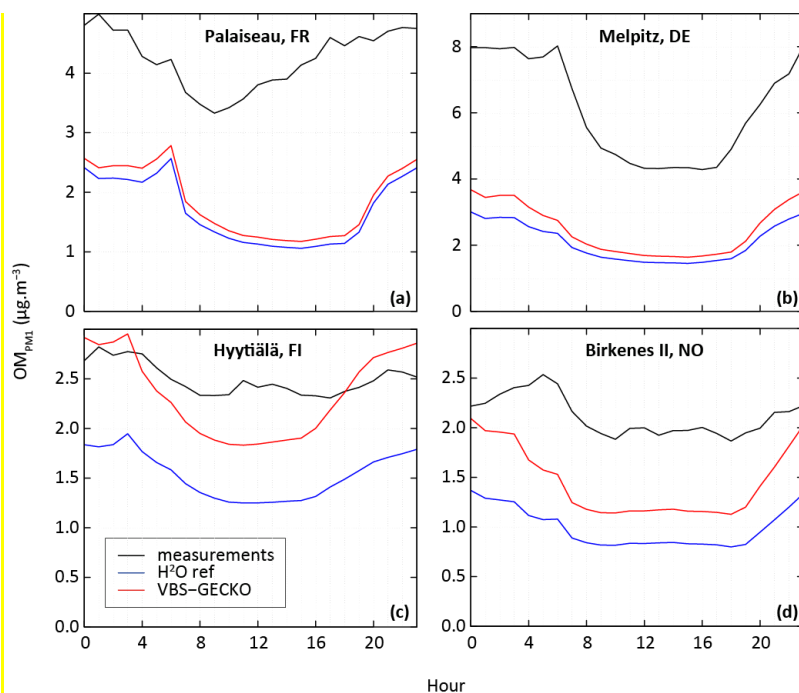 Palaiseau, FR
Melpitz, DE
4
3
2
1
0
8
6
4
2
0
(a)
(b)
OM PM1 (µg.m⁻³)
Hyytiälä, FI
Birkenes II, NO
2.5
2.0
1.5
1.0
0.5
0.0
2.5
2.0
1.5
1.0
0.5
0.0
measurements
H²O ref
VBS−GECKO
(c)
(d)
0 4 8 12 16 20
0 4 8 12 16 20
Hour